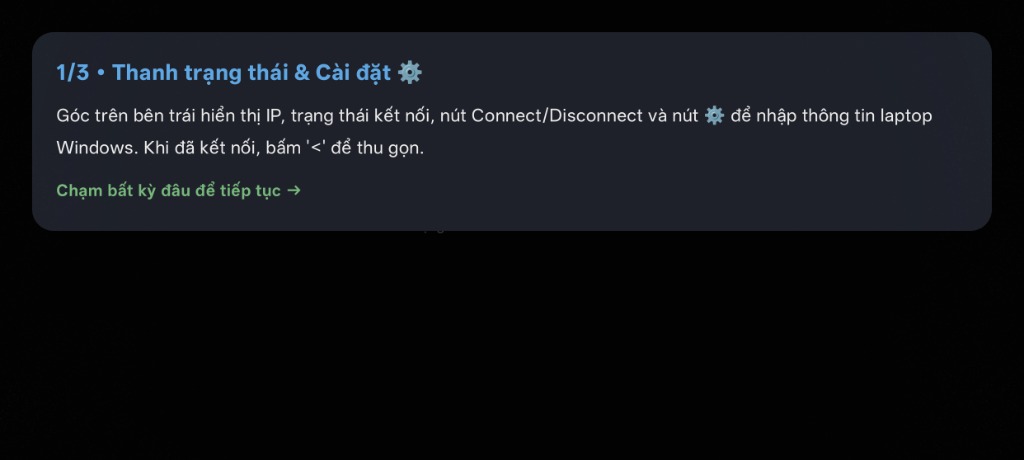 1/3 • Thanh trạng thái & Cài đặt ⚙️
Góc trên bên trái hiển thị IP, trạng thái kết nối, nút Connect/Disconnect và nút ⚙️ để nhập thông tin laptop
Windows. Khi đã kết nối, bấm '<' để thu gọn.
Chạm bất kỳ đâu để tiếp tục →